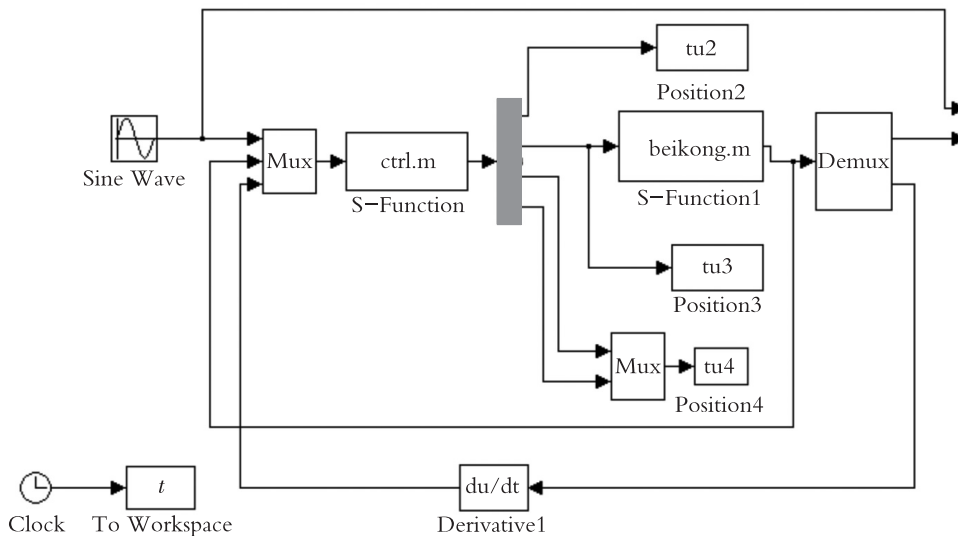 tu2
Position2
Sine Wave
Mux
ctrl.m
S-Function
beikong.m
S-Function1
Demux
tu3
Position3
Mux
tu4
Position4
Clock
t
To Workspace
du/dt
Derivative1